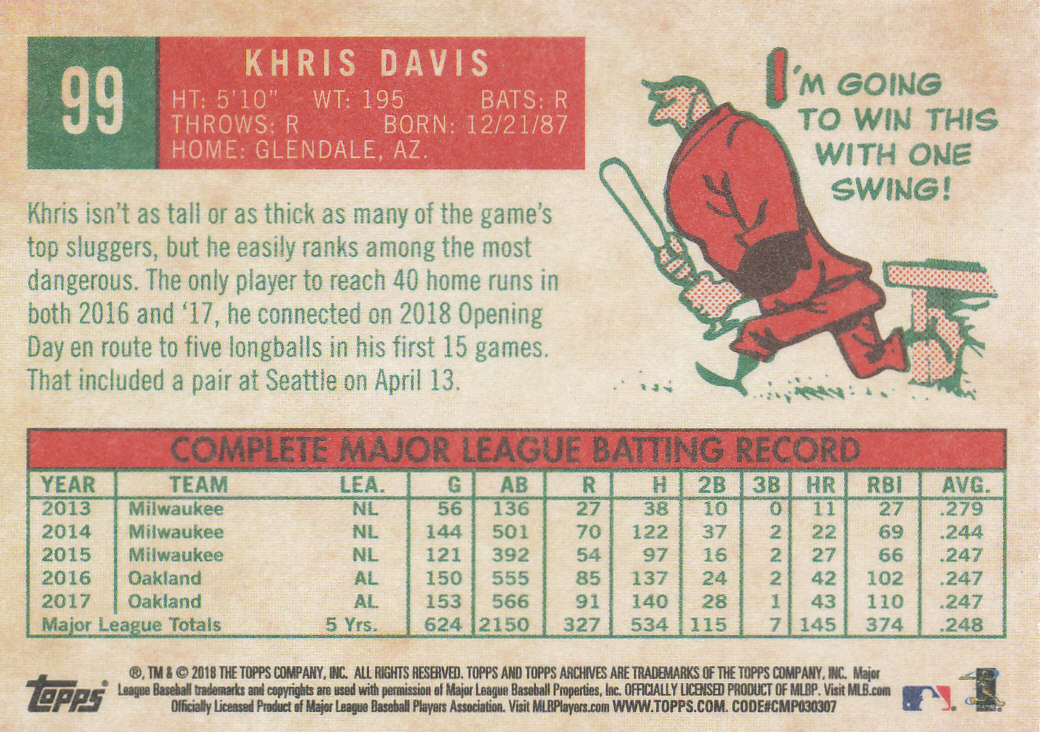 99
KHRIS DAVIS
HT: 5'10" WT: 195 BATS: R
THROWS: R BORN: 12/21/87
HOME: GLENDALE, AZ.
I'M GOING
TO WIN THIS
WITH ONE
SWING!
Khris isn't as tall or as thick as many of the game's
top sluggers, but he easily ranks among the most
dangerous. The only player to reach 40 home runs in
both 2016 and '17, he connected on 2018 Opening
Day en route to five longballs in his first 15 games.
That included a pair at Seattle on April 13.
COMPLETE MAJOR LEAGUE BATTING RECORD
YEAR TEAM LEA. G AB R H 2B 3B HR RBI AVG.
2013 Milwaukee NL 56 136 27 38 10 0 11 27 .279
2014 Milwaukee NL 144 501 70 122 37 2 22 69 .244
2015 Milwaukee NL 121 392 54 97 16 2 27 66 .247
2016 Oakland AL 150 555 85 137 24 2 42 102 .247
2017 Oakland AL 153 566 91 140 28 1 43 110 .247
Major League Totals 5 Yrs. 624 2150 327 534 115 7 145 374 .248
Topps®
®, TM & © 2018 THE TOPPS COMPANY, INC. ALL RIGHTS RESERVED. TOPPS AND TOPPS ARCHIVES ARE TRADEMARKS OF THE TOPPS COMPANY, INC. Major
League Baseball trademarks and copyrights are used with permission of Major League Baseball Properties, Inc. OFFICIALLY LICENSED PRODUCT OF MLBP. Visit MLB.com
Officially Licensed Product of Major League Baseball Players Association. Visit MLBPlayers.com WWW.TOPPS.COM. CODE#CMP030307